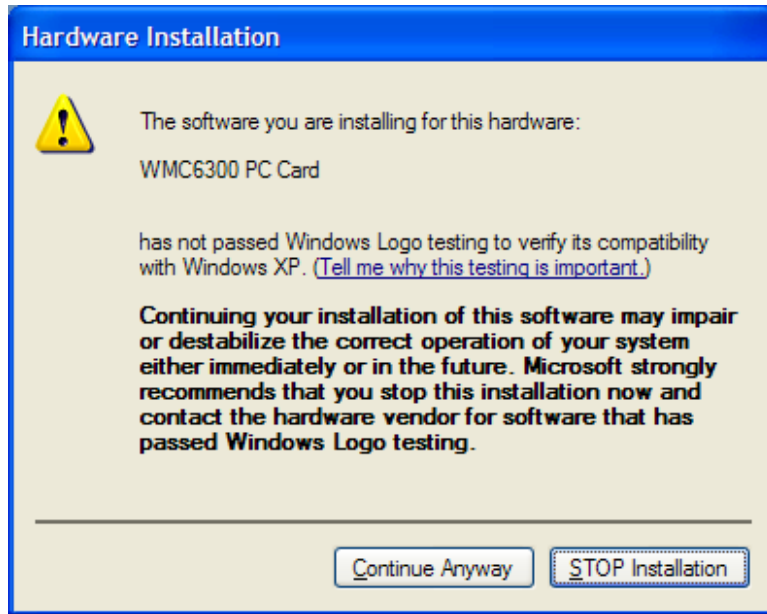 Hardware Installation
The software you are installing for this hardware:
WMC6300 PC Card
has not passed Windows Logo testing to verify its compatibility
with Windows XP. (Tell me why this testing is important.)
Continuing your installation of this software may impair
or destabilize the correct operation of your system
either immediately or in the future. Microsoft strongly
recommends that you stop this installation now and
contact the hardware vendor for software that has
passed Windows Logo testing.
Continue Anyway STOP Installation